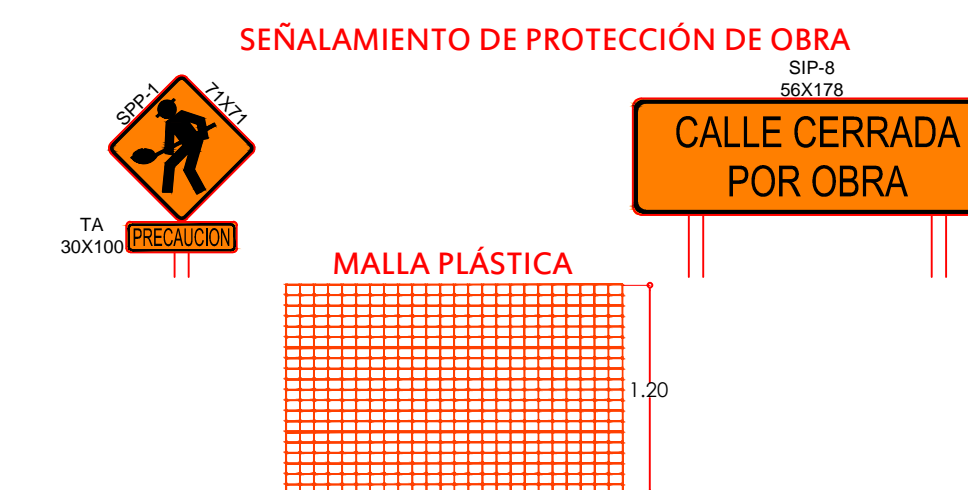 SEÑALAMIENTO DE PROTECCIÓN DE OBRA
SPP-1
71X71
TA
30X100
PRECAUCION
SIP-8
56X178
CALLE CERRADA
POR OBRA
MALLA PLÁSTICA
1.20